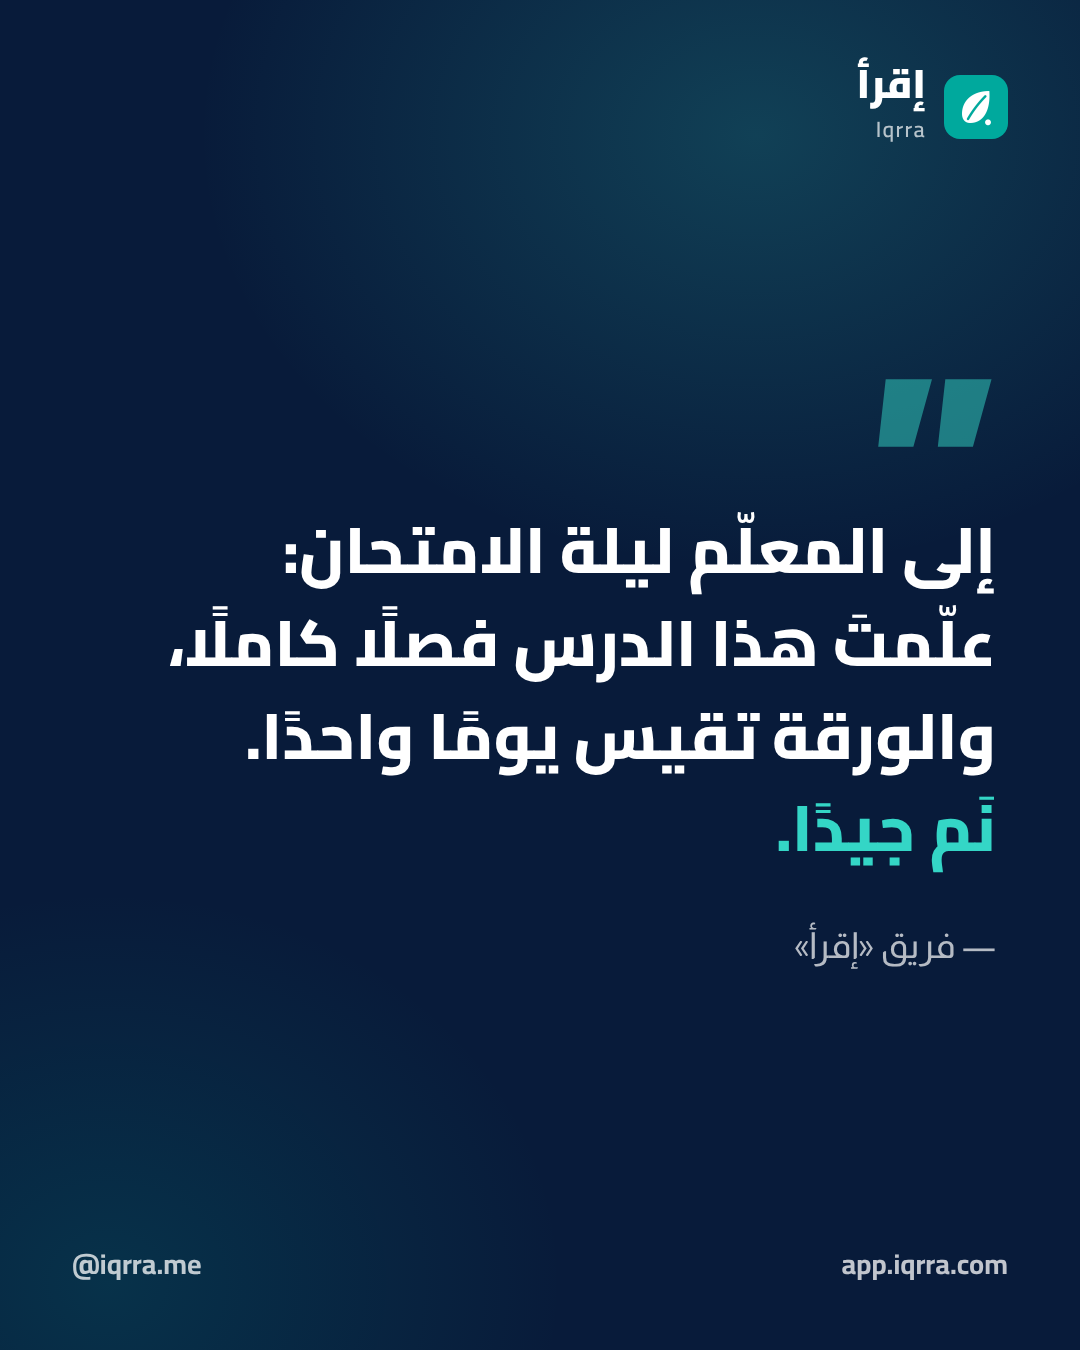 إقرأ
Iqrra
"
إلى المعلّم ليلة الامتحان:
علّمتَ هذا الدرس فصلًا كاملًا،
والورقة تقيس يومًا واحدًا.
نَم جيدًا.
— فريق «إقرأ»
@iqrra.me
app.iqrra.com